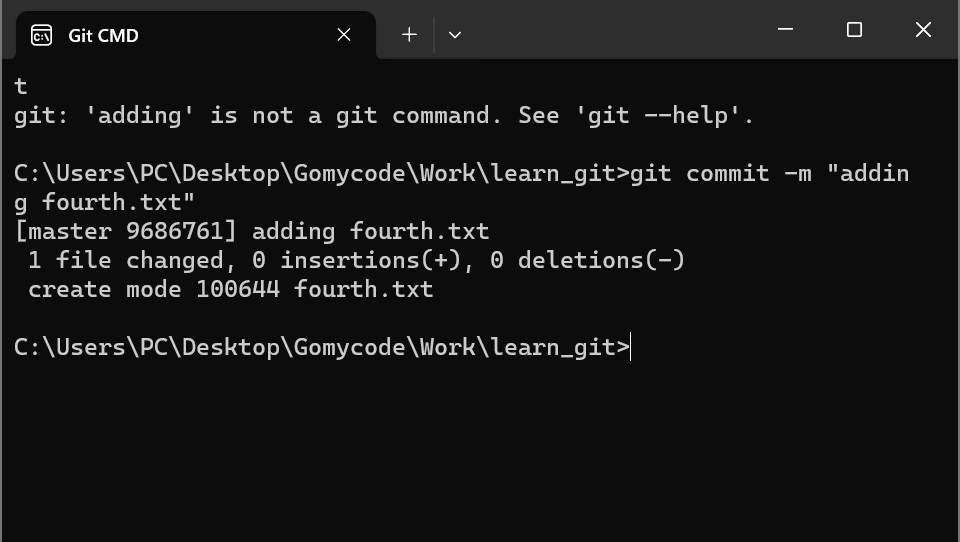 Git CMD
t
git: 'adding' is not a git command. See 'git --help'.
C:\Users\PC\Desktop\Gomycode\Work\learn_git>git commit -m "addin
g fourth.txt"
[master 9686761] adding fourth.txt
 1 file changed, 0 insertions(+), 0 deletions(-)
 create mode 100644 fourth.txt
C:\Users\PC\Desktop\Gomycode\Work\learn_git>